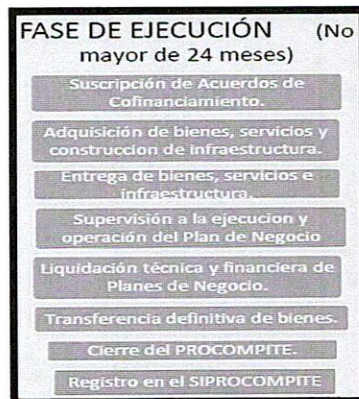 FASE DE EJECUCIÓN (No
mayor de 24 meses)
Suscripción de Acuerdos de
Cofinanciamiento.
Adquisición de bienes, servicios y
construccion de infraestructura.
Entrega de bienes, servicios e
infraestructura.
Supervisión a la ejecucion y
operación del Plan de Negocio
Liquidación técnica y financiera de
Planes de Negocio.
Transferencia definitiva de bienes.
Cierre del PROCOMPITE.
Registro en el SIPROCOMPITE